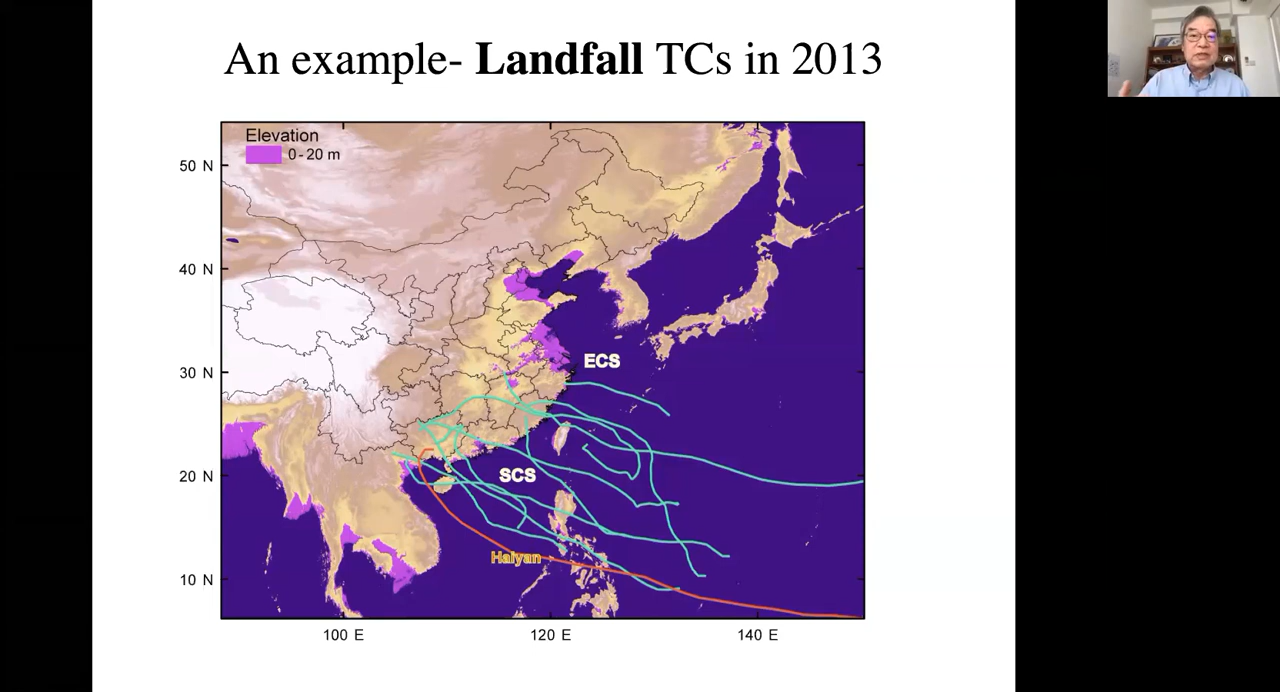 An example- Landfall TCs in 2013
Elevation
0-20 m
50 N
40 N
30 N
20 N
10 N
ECS
SCS
Haiyan
100 E
120 E
140 E